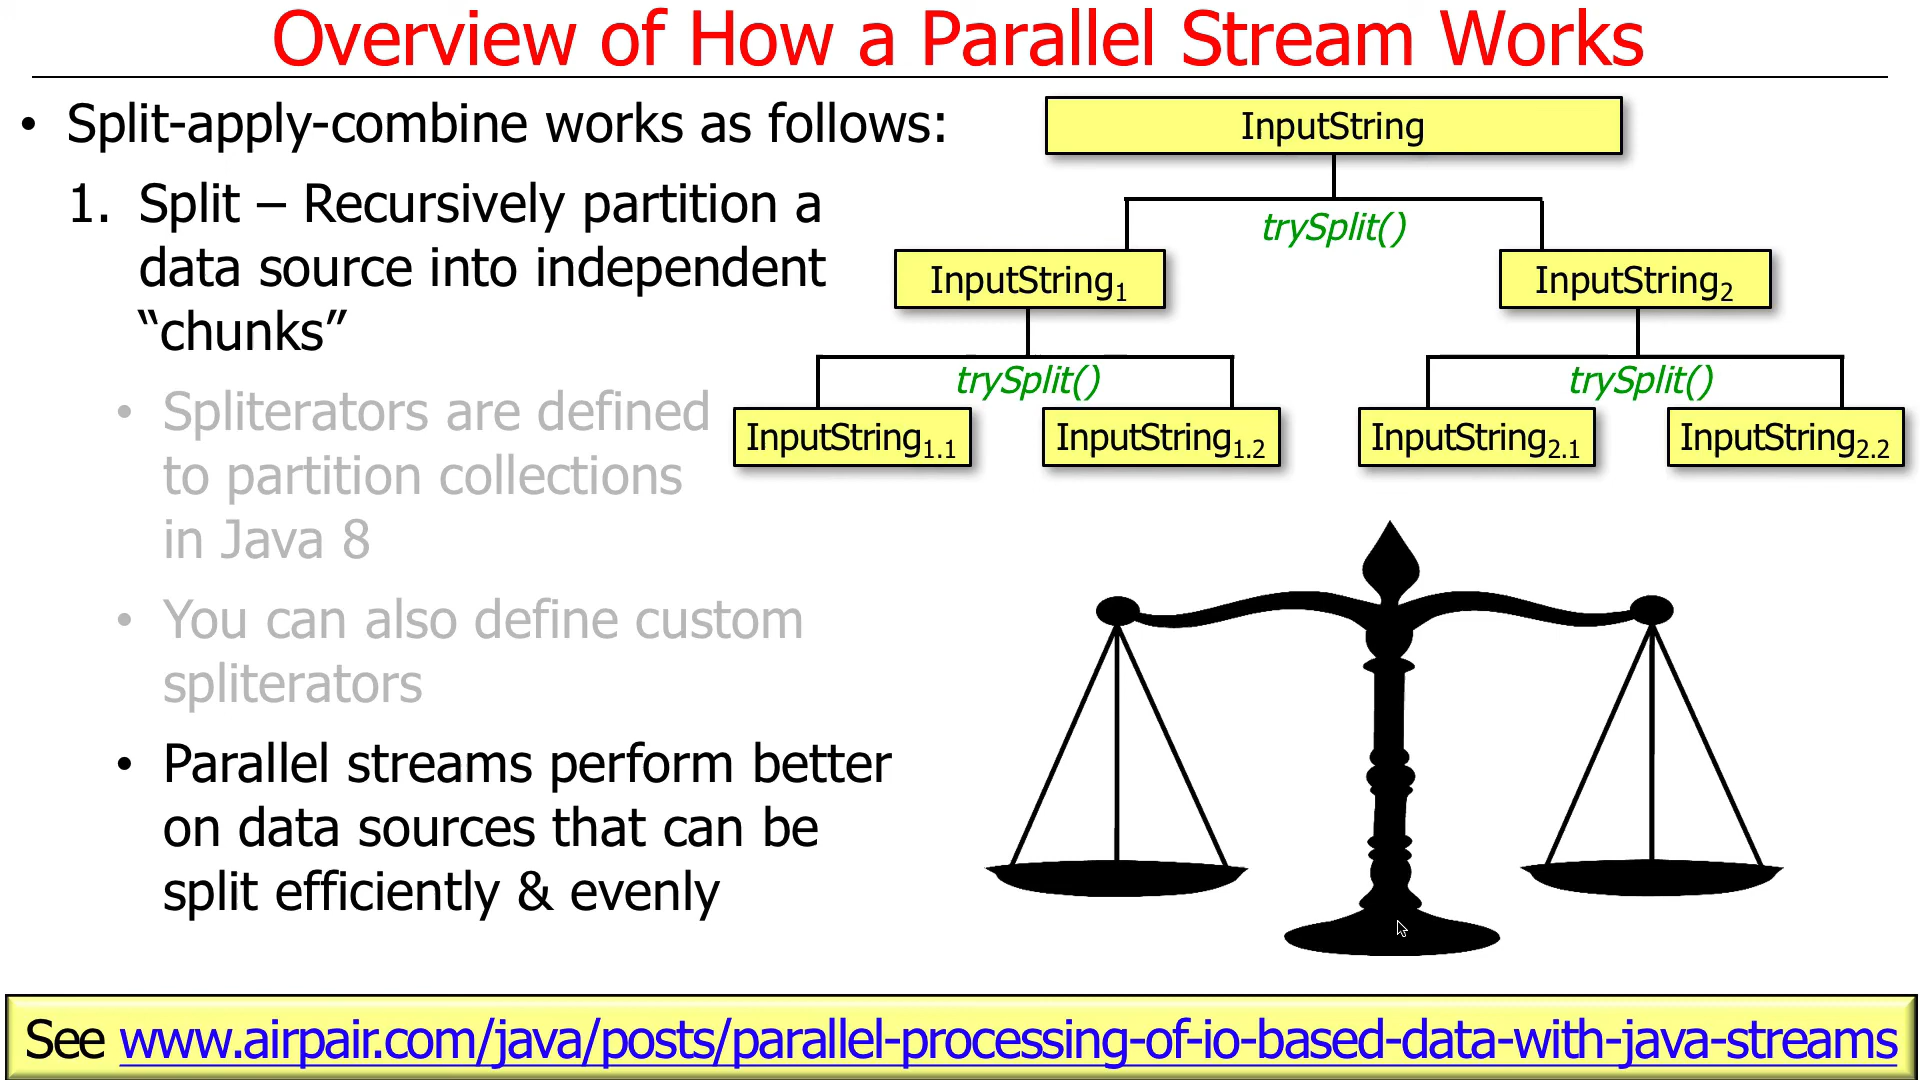 Overview of How a Parallel Stream Works
• Split-apply-combine works as follows:
1. Split – Recursively partition a
data source into independent
“chunks”
• Spliterators are defined
to partition collections
in Java 8
• You can also define custom
spliterators
• Parallel streams perform better
on data sources that can be
split efficiently & evenly
InputString
trySplit()
InputString1
InputString2
trySplit()
trySplit()
InputString1.1
InputString1.2
InputString2.1
InputString2.2
See www.airpair.com/java/posts/parallel-processing-of-io-based-data-with-java-streams